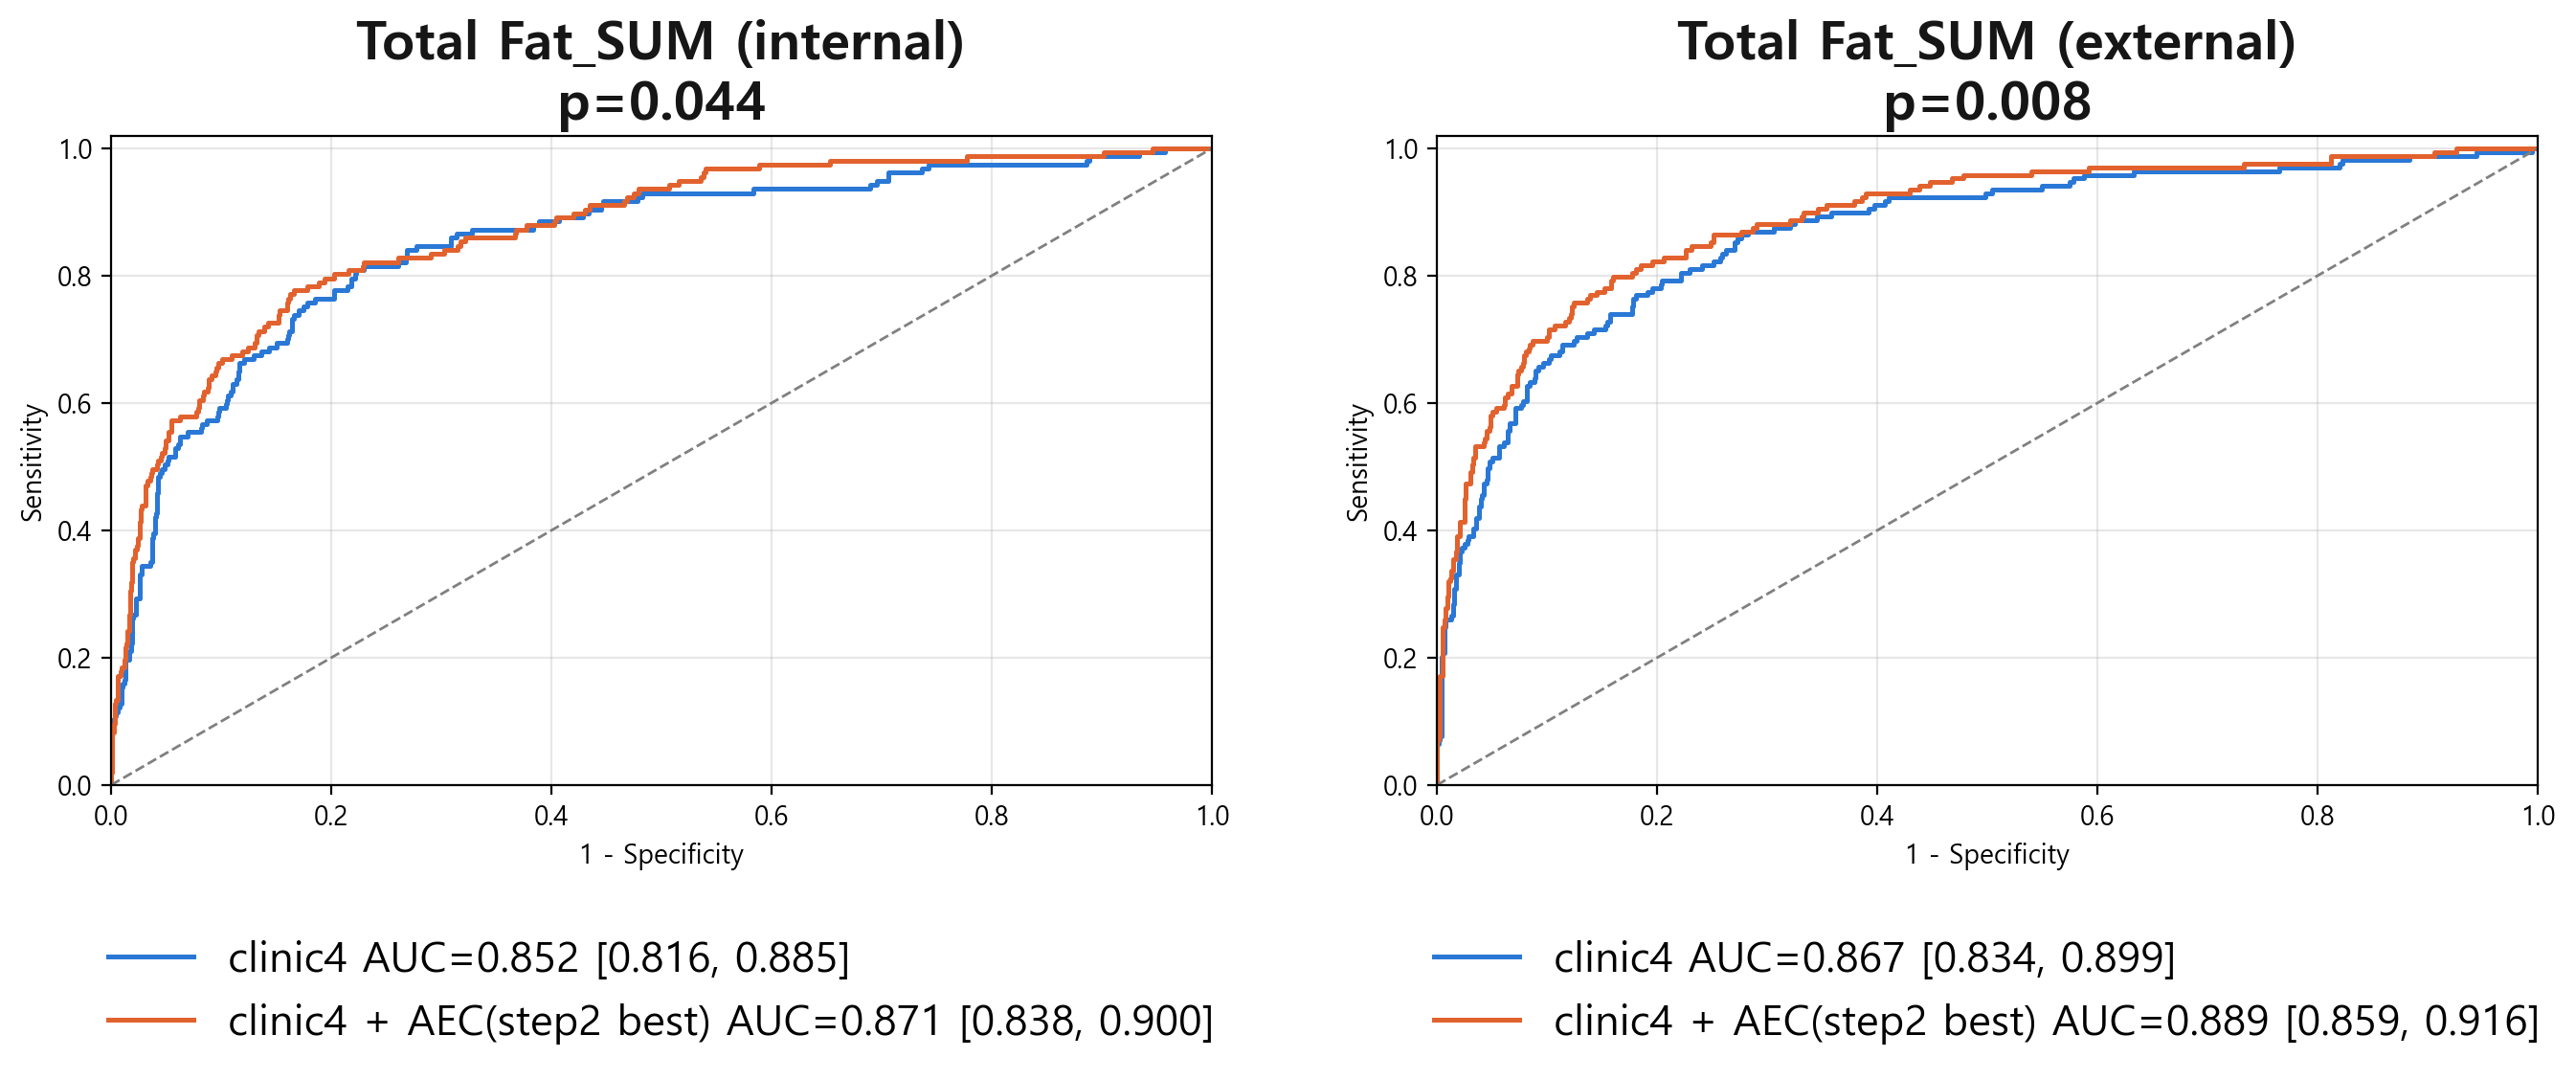 Total Fat_SUM (internal)
p=0.044
1.0
0.8
0.6
0.4
0.2
0.0
Sensitivity
0.0 0.2 0.4 0.6 0.8 1.0
1 - Specificity
clinic4 AUC=0.852 [0.816, 0.885]
clinic4 + AEC(step2 best) AUC=0.871 [0.838, 0.900]
Total Fat_SUM (external)
p=0.008
1.0
0.8
0.6
0.4
0.2
0.0
Sensitivity
0.0 0.2 0.4 0.6 0.8 1.0
1 - Specificity
clinic4 AUC=0.867 [0.834, 0.899]
clinic4 + AEC(step2 best) AUC=0.889 [0.859, 0.916]